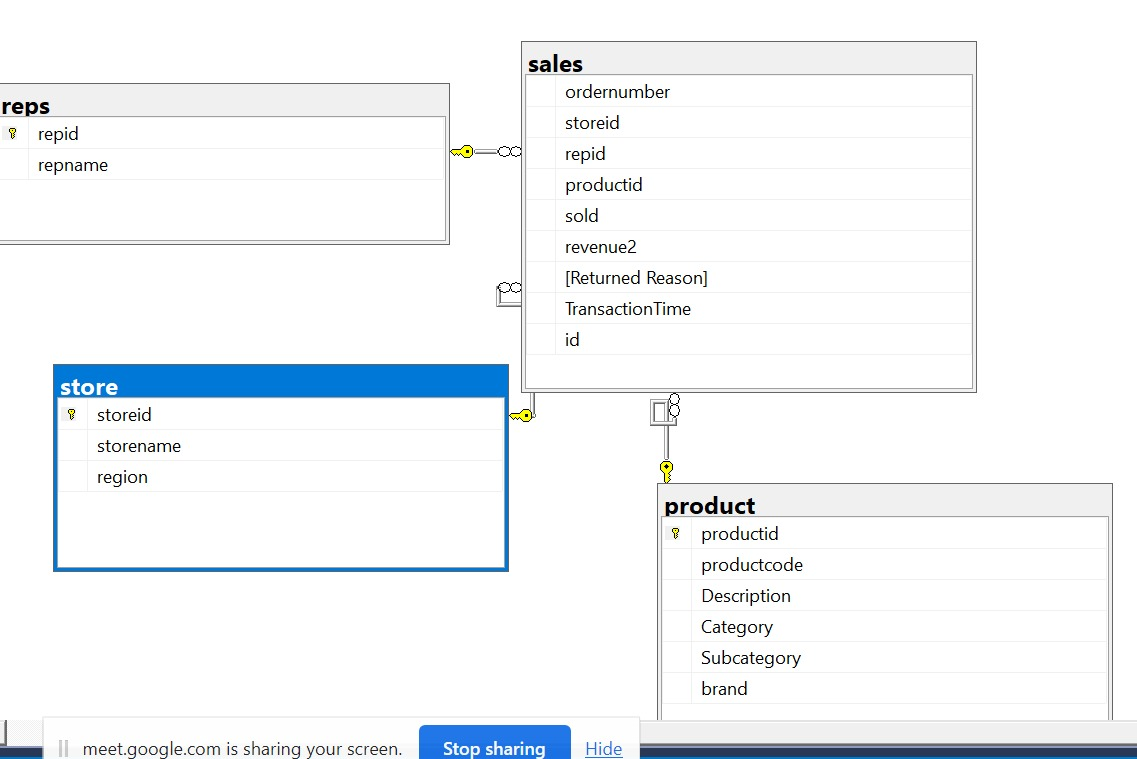 sales
ordernumber
storeid
repid
productid
sold
revenue2
[Returned Reason]
TransactionTime
id
reps
repid
repname
store
storeid
storename
region
product
productid
productcode
Description
Category
Subcategory
brand
meet.google.com is sharing your screen.
Stop sharing
Hide